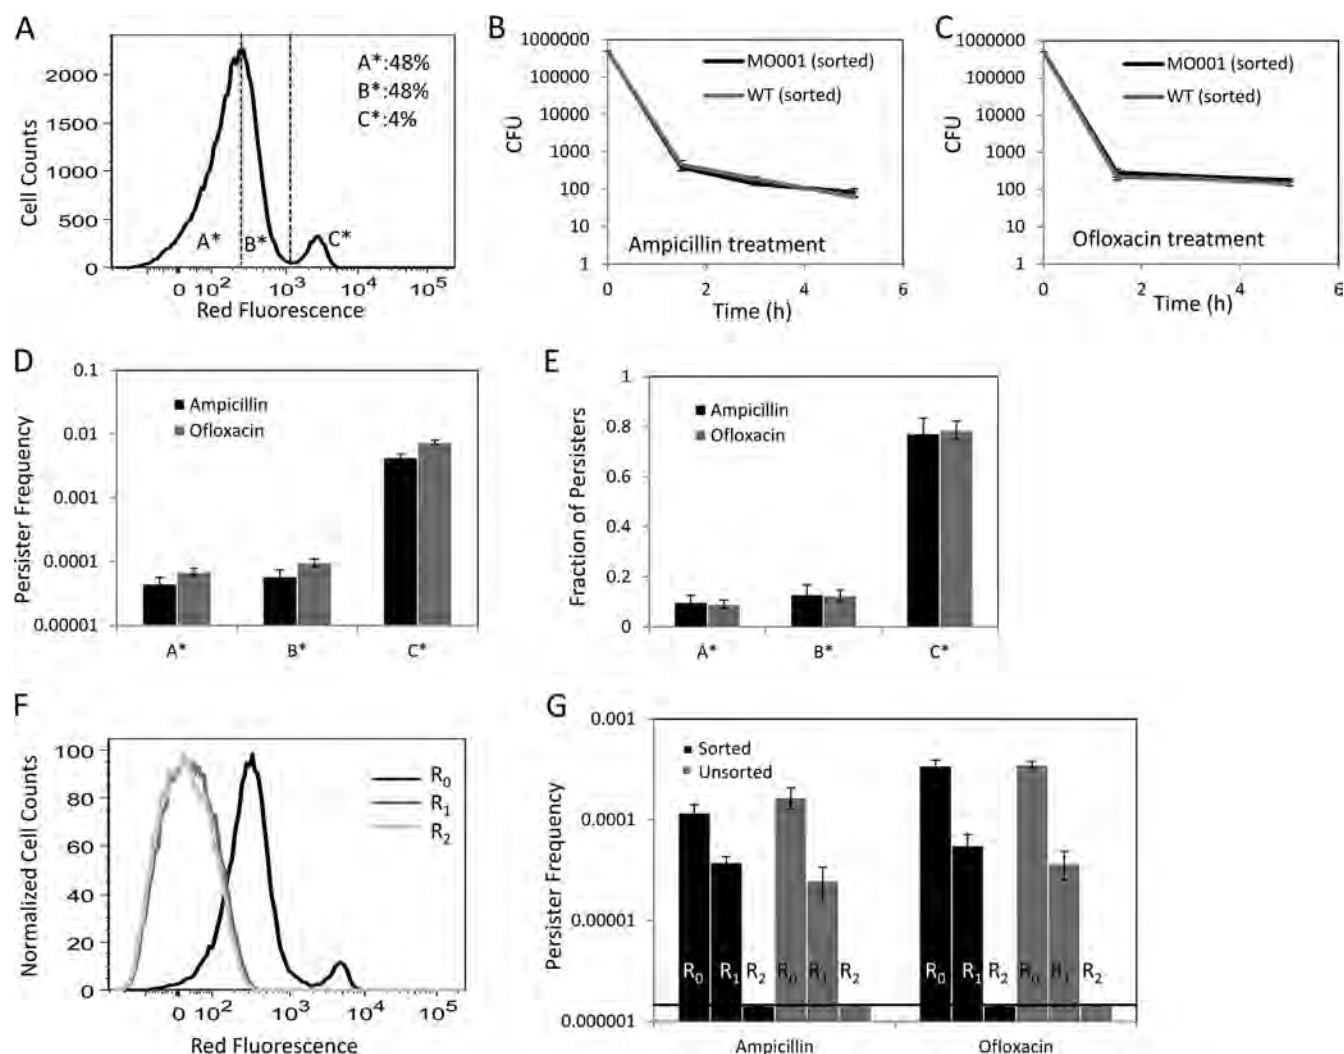 A
2000
1500
1000
500
0
Cell Counts
A*:48%
B*:48%
C*:4%
A*
B*
C*
0 10² 10³ 10⁴ 10⁵
Red Fluorescence
B
1000000
100000
10000
1000
100
10
1
CFU
MO001 (sorted)
WT (sorted)
Ampicillin treatment
0 2 4 6
Time (h)
C
1000000
100000
10000
1000
100
10
1
CFU
MO001 (sorted)
WT (sorted)
Ofloxacin treatment
0 2 4 6
Time (h)
D
0.1
0.01
0.001
0.0001
0.00001
Persister Frequency
Ampicillin
Ofloxacin
A* B* C*
E
1
0.8
0.6
0.4
0.2
0
Fraction of Persisters
Ampicillin
Ofloxacin
A* B* C*
F
100
80
60
40
20
0
Normalized Cell Counts
R₀
R₁
R₂
0 10² 10³ 10⁴ 10⁵
Red Fluorescence
G
0.001
0.0001
0.00001
0.000001
Persister Frequency
Sorted
Unsorted
R₀ R₁ R₂ R₀ R₁ R₂ R₀ R₁ R₂ R₀ R₁ R₂
Ampicillin Ofloxacin